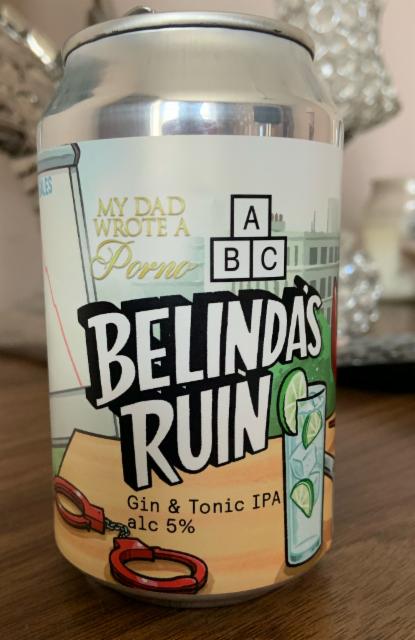 MY DAD
WROTE A
Porno
A
B C
BELINDA'S
RUIN
Gin & Tonic IPA
alc 5%